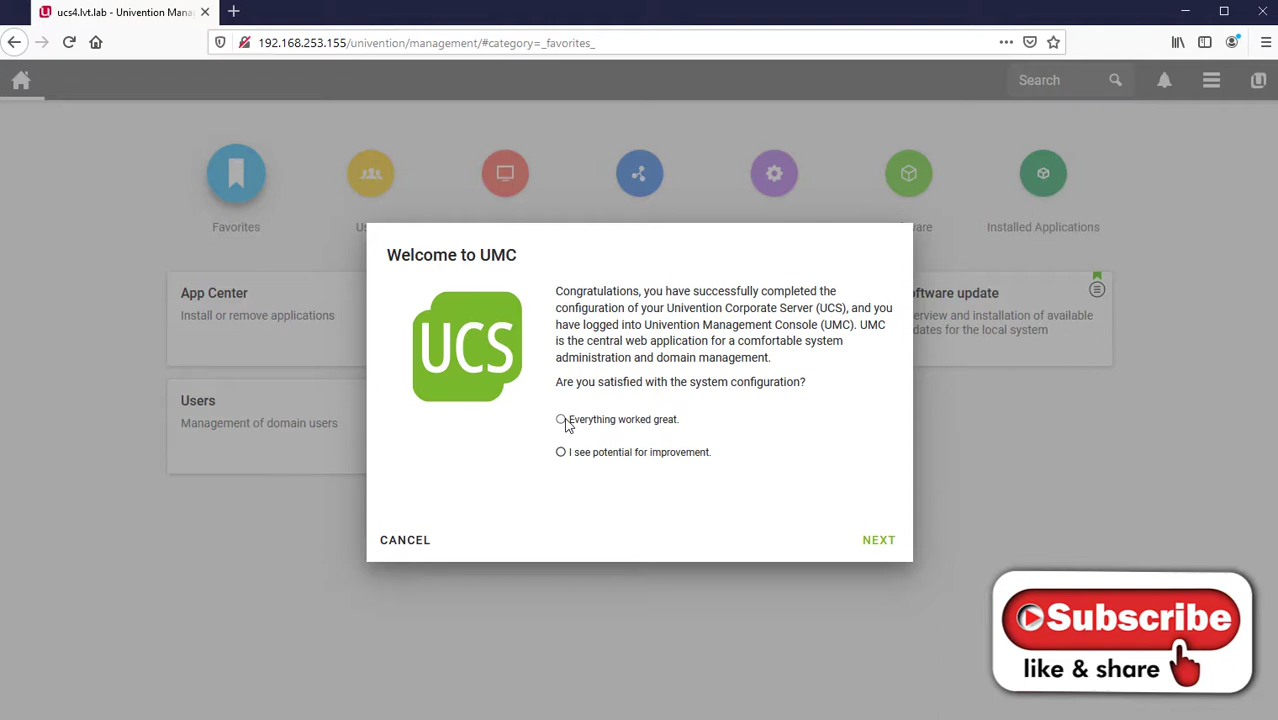 ucs4.lvt.lab - Univention Mana
192.168.253.155/univention/management/#category=_favorites_
Search
Favorites
Us
ware
Installed Applications
App Center
Install or remove applications
oftware update
erview and installation of available
dates for the local system
Users
Management of domain users
Welcome to UMC
UCS
Congratulations, you have successfully completed the
configuration of your Univention Corporate Server (UCS), and you
have logged into Univention Management Console (UMC). UMC
is the central web application for a comfortable system
administration and domain management.
Are you satisfied with the system configuration?
Everything worked great.
I see potential for improvement.
CANCEL
NEXT
Subscribe
like & share